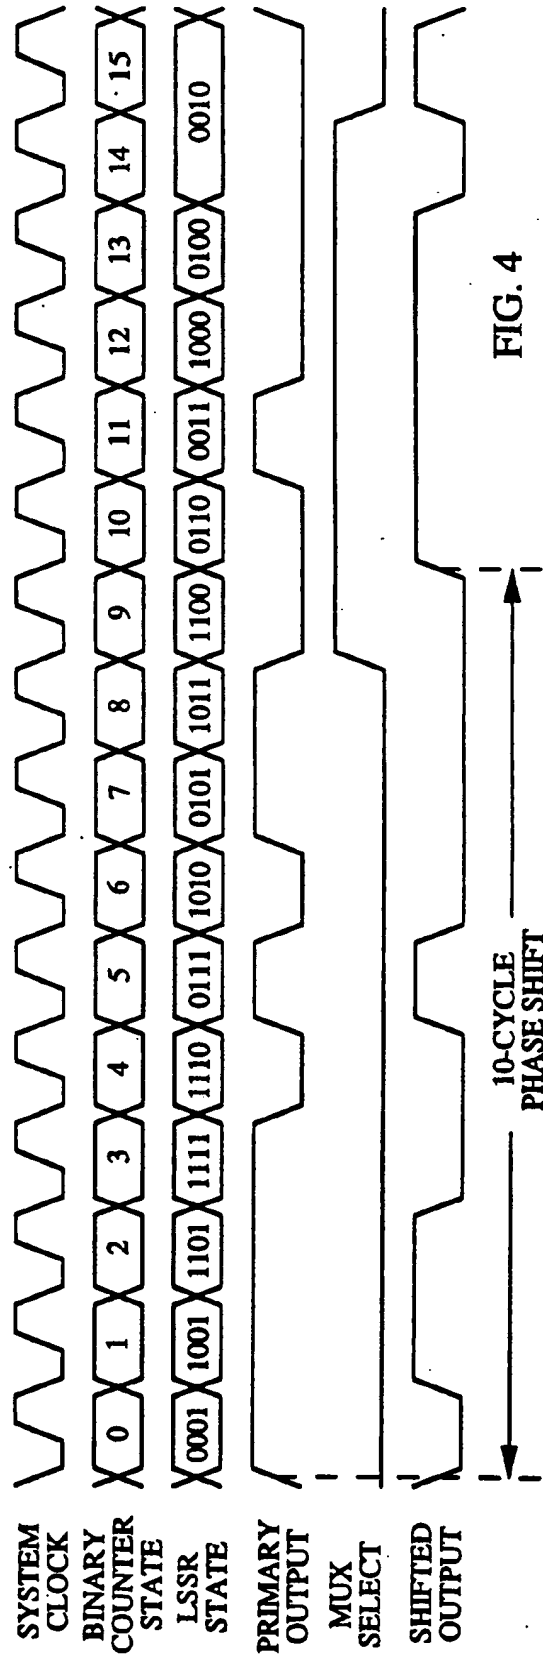 SYSTEM
CLOCK
BINARY
COUNTER
STATE
0 1 2 3 4 5 6 7 8 9 10 11 12 13 14 15
LSSR
STATE
0001 1001 1101 1111 1110 0111 1010 0101 1011 1100 0110 0011 1000 0100 0010
PRIMARY
OUTPUT
MUX
SELECT
SHIFTED
OUTPUT
10-CYCLE
PHASE SHIFT
FIG. 4